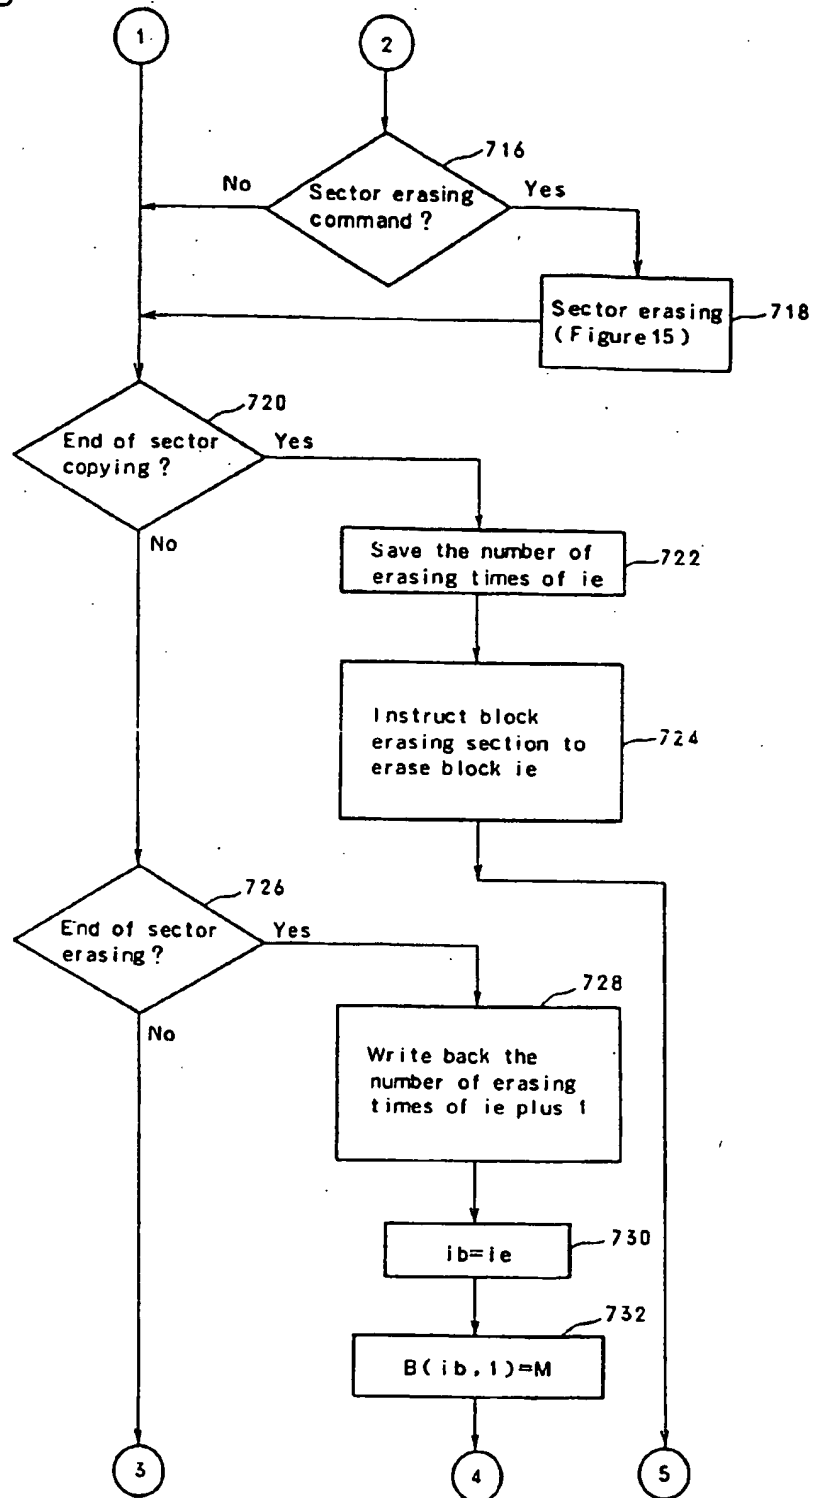 1
2
716
No
Sector erasing
command?
Yes
Sector erasing
(Figure 15)
718
720
End of sector
copying?
Yes
No
Save the number of
erasing times of ie
722
Instruct block
erasing section to
erase block ie
724
726
End of sector
erasing?
Yes
No
728
Write back the
number of erasing
times of ie plus 1
730
ib=ie
732
B(ib,1)=M
3
4
5